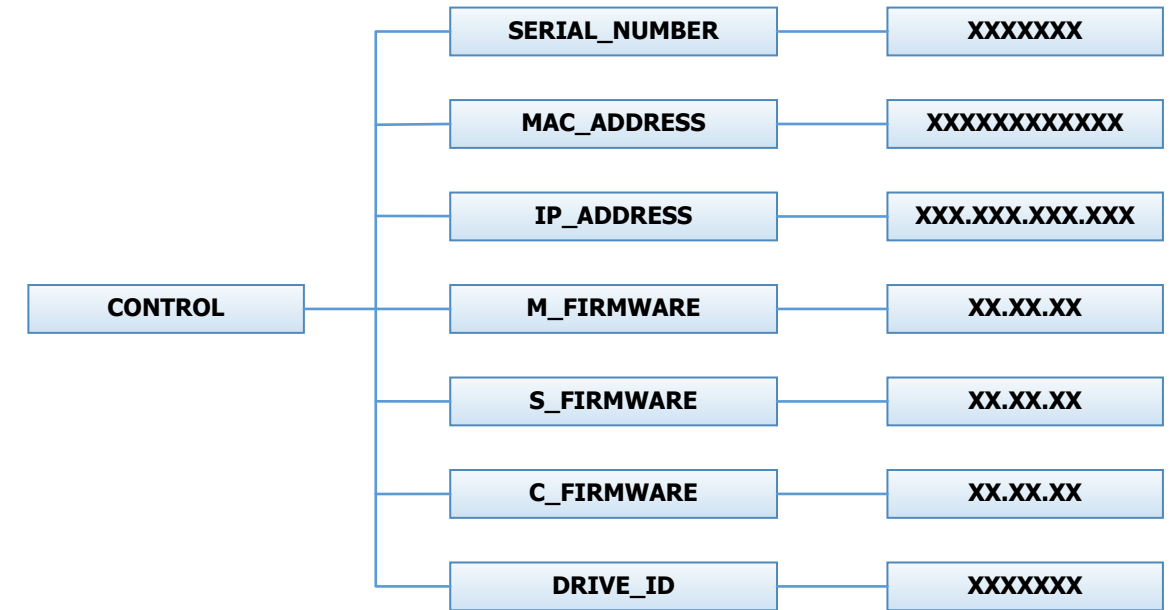 SERIAL_NUMBER XXXXXXX
MAC_ADDRESS XXXXXXXXXXXX
IP_ADDRESS XXX.XXX.XXX.XXX
CONTROL M_FIRMWARE XX.XX.XX
S_FIRMWARE XX.XX.XX
C_FIRMWARE XX.XX.XX
DRIVE_ID XXXXXXX